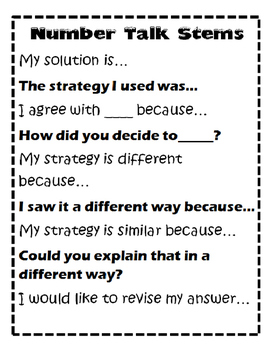 Number Talk Stems
My solution is...
The strategy I used was...
I agree with ____ because...
How did you decide to_____?
My strategy is different
because...
I saw it a different way because...
My strategy is similar because...
Could you explain that in a
different way?
I would like to revise my answer...